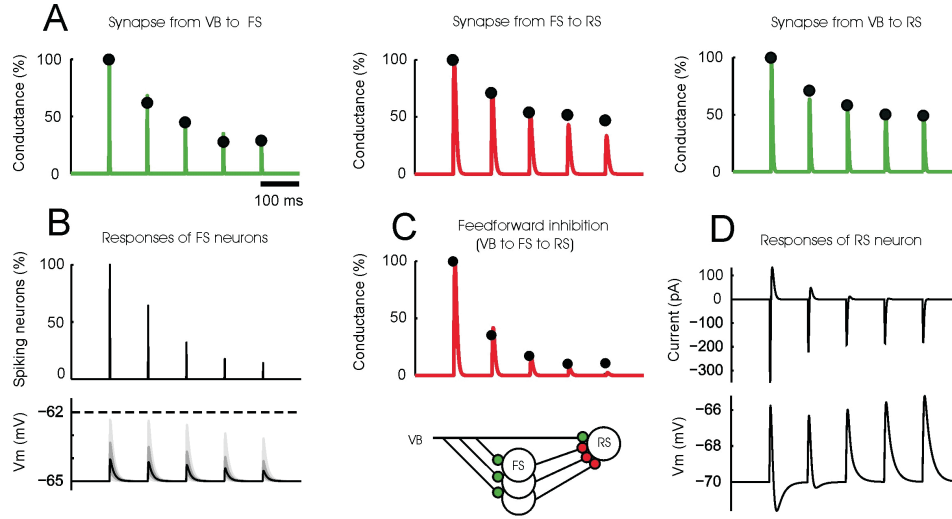 A
Synapse from VB to FS
Conductance (%)
100
50
0
100 ms
Synapse from FS to RS
Conductance (%)
100
50
0
Synapse from VB to RS
Conductance (%)
100
50
0
B
Responses of FS neurons
Spiking neurons (%)
100
50
0
Vm (mV)
−62
−65
C
Feedforward inhibition
(VB to FS to RS)
Conductance (%)
100
50
0
VB
FS
RS
D
Responses of RS neuron
Current (pA)
100
0
−100
−200
−300
Vm (mV)
−66
−68
−70